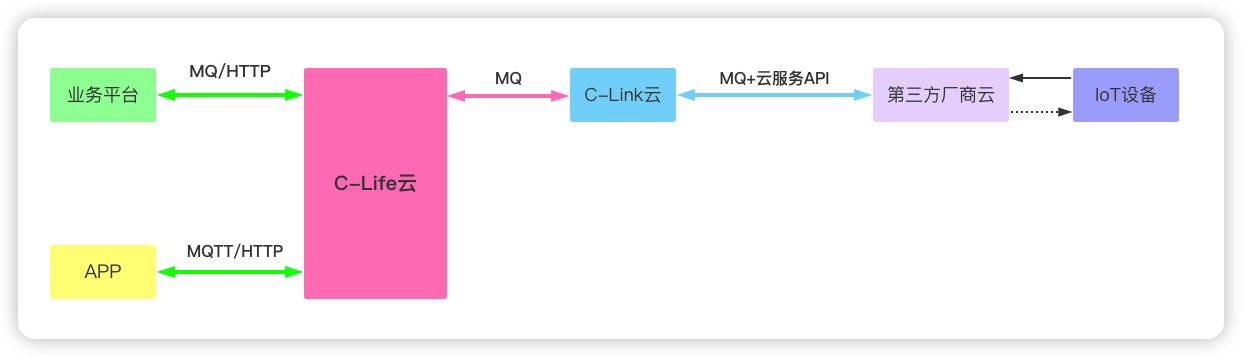 业务平台
MQ/HTTP
MQ
C-Link云
MQ+云服务API
第三方厂商云
IoT设备
C-Life云
APP
MQTT/HTTP